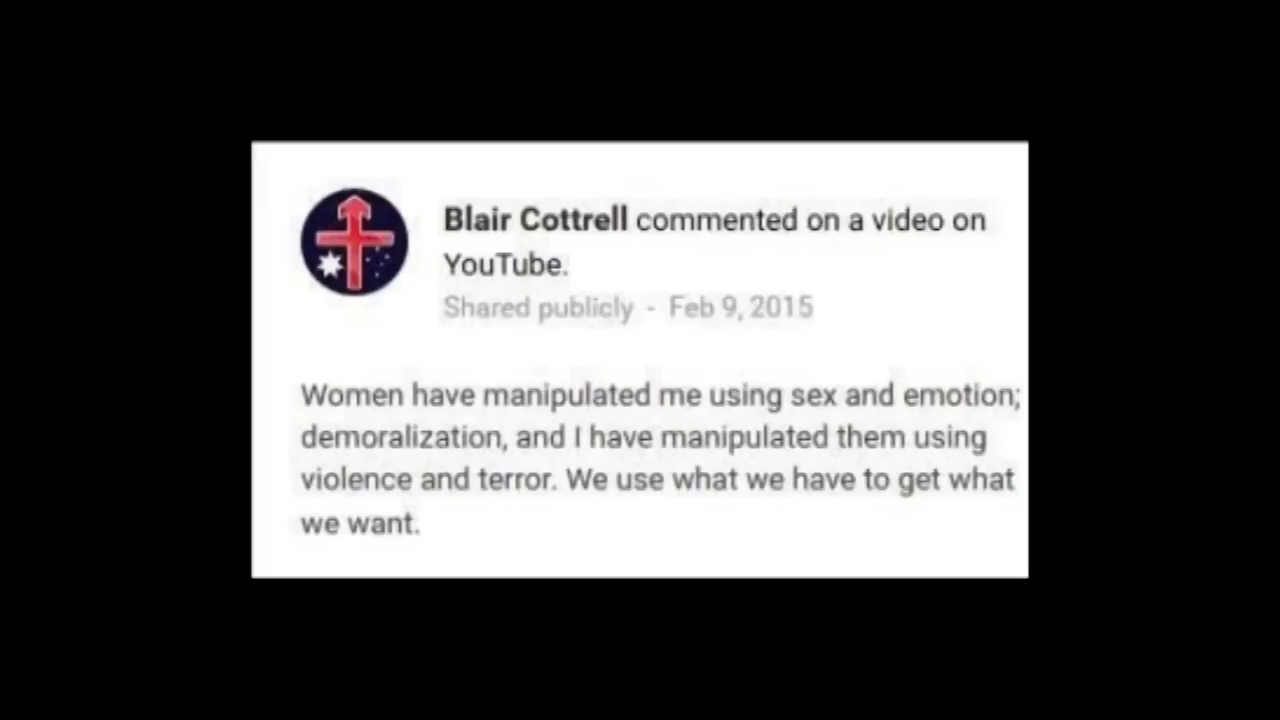 Blair Cottrell commented on a video on
YouTube.
Shared publicly - Feb 9, 2015
Women have manipulated me using sex and emotion;
demoralization, and I have manipulated them using
violence and terror. We use what we have to get what
we want.